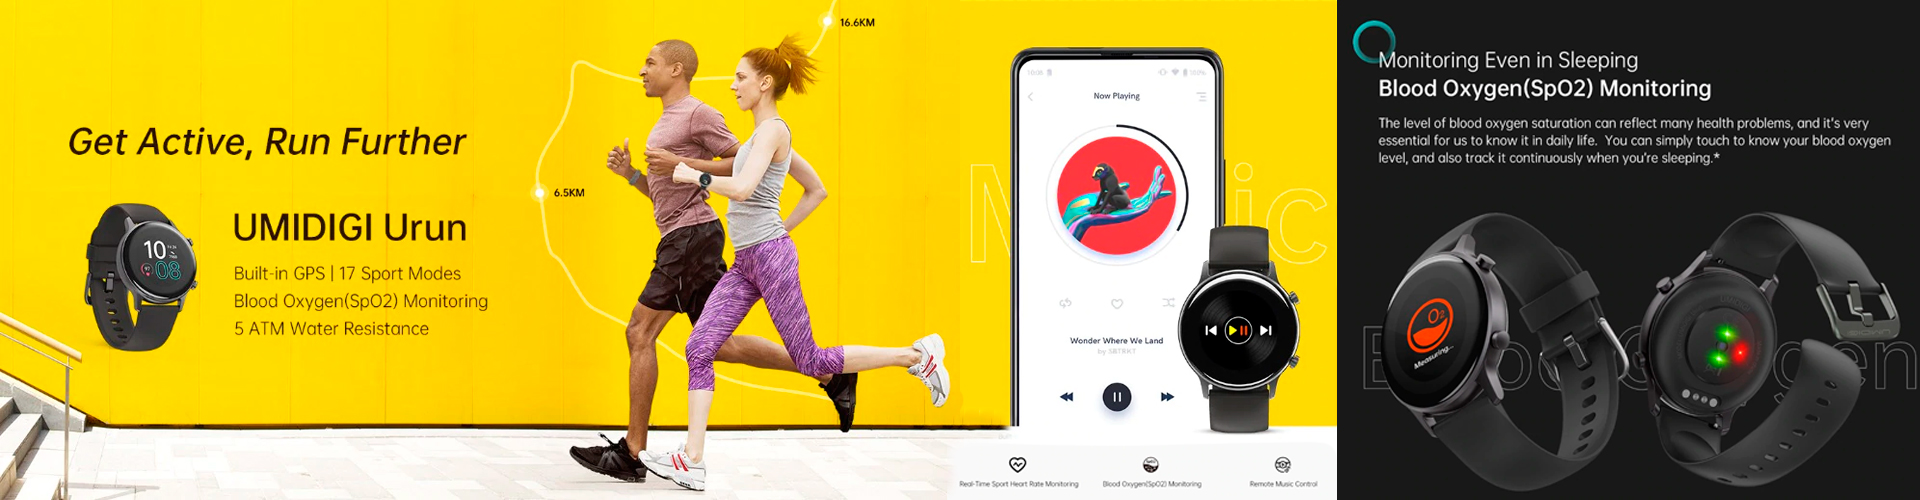 Get Active, Run Further
UMIDIGI Urun
Built-in GPS | 17 Sport Modes
Blood Oxygen(SpO2) Monitoring
5 ATM Water Resistance
10
08
6.5KM
16.6KM
10:08
100%
Now Playing
Wonder Where We Land
by SBTRKT
Real-Time Sport Heart Rate Monitoring
Blood Oxygen(SpO2) Monitoring
Remote Music Control
Monitoring Even in Sleeping
Blood Oxygen(SpO2) Monitoring
The level of blood oxygen saturation can reflect many health problems, and it's very
essential for us to know it in daily life. You can simply touch to know your blood oxygen
level, and also track it continuously when you're sleeping.*
O2
Measuring...